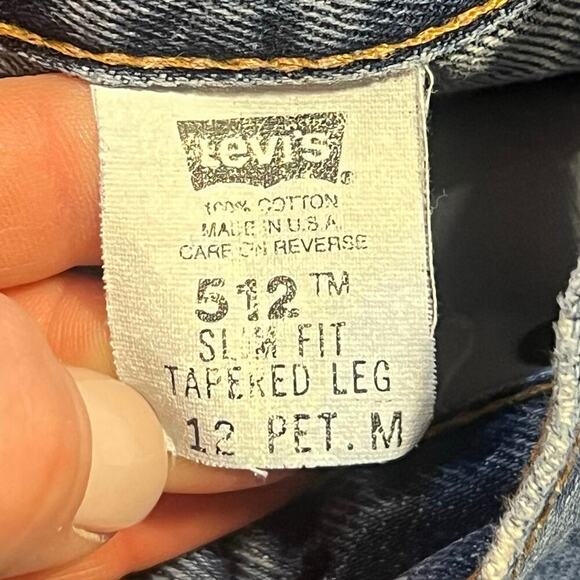 Levi's ®
100% COTTON
MADE IN U.S.A.
CARE ON REVERSE
512™
SLIM FIT
TAPERED LEG
12 PET. M